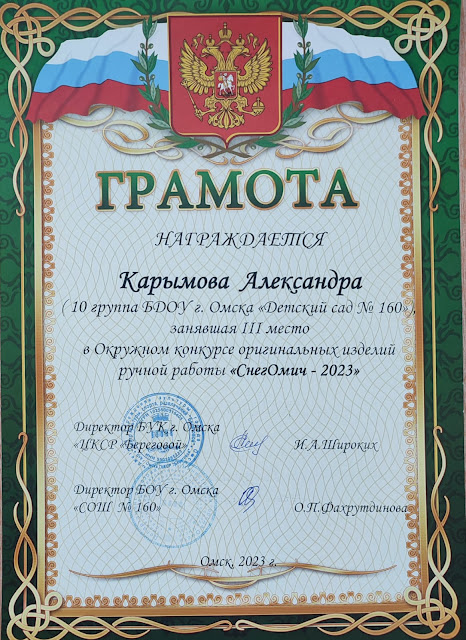 ГРАМОТА
НАГРАЖДАЕТСЯ
Карымова Александра
( 10 группа БДОУ г. Омска «Детский сад № 160»),
занявшая III место
в Окружном конкурсе оригинальных изделий
ручной работы «СнегОмич - 2023»
Директор БУК г. Омска
«ЦКСР «Береговой» И.А.Широких
Директор БОУ г. Омска
«СОШ № 160» О.П.Фахрутдинова
Омск, 2023 г.